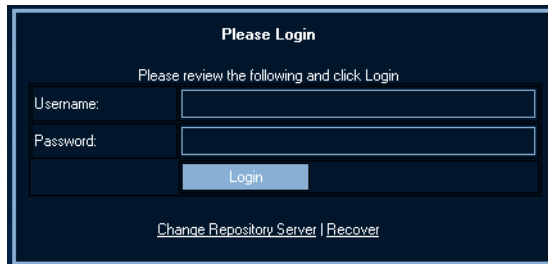 Please Login
Please review the following and click Login
Username:
Password:
Login
Change Repository Server | Recover